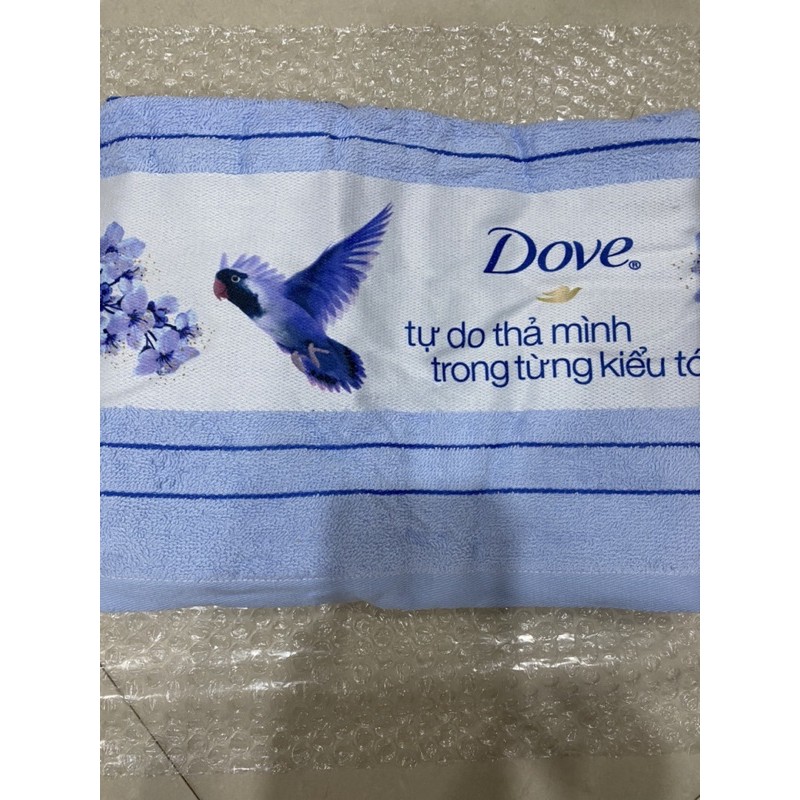 Dove®
tự do thả mình
trong từng kiểu tó